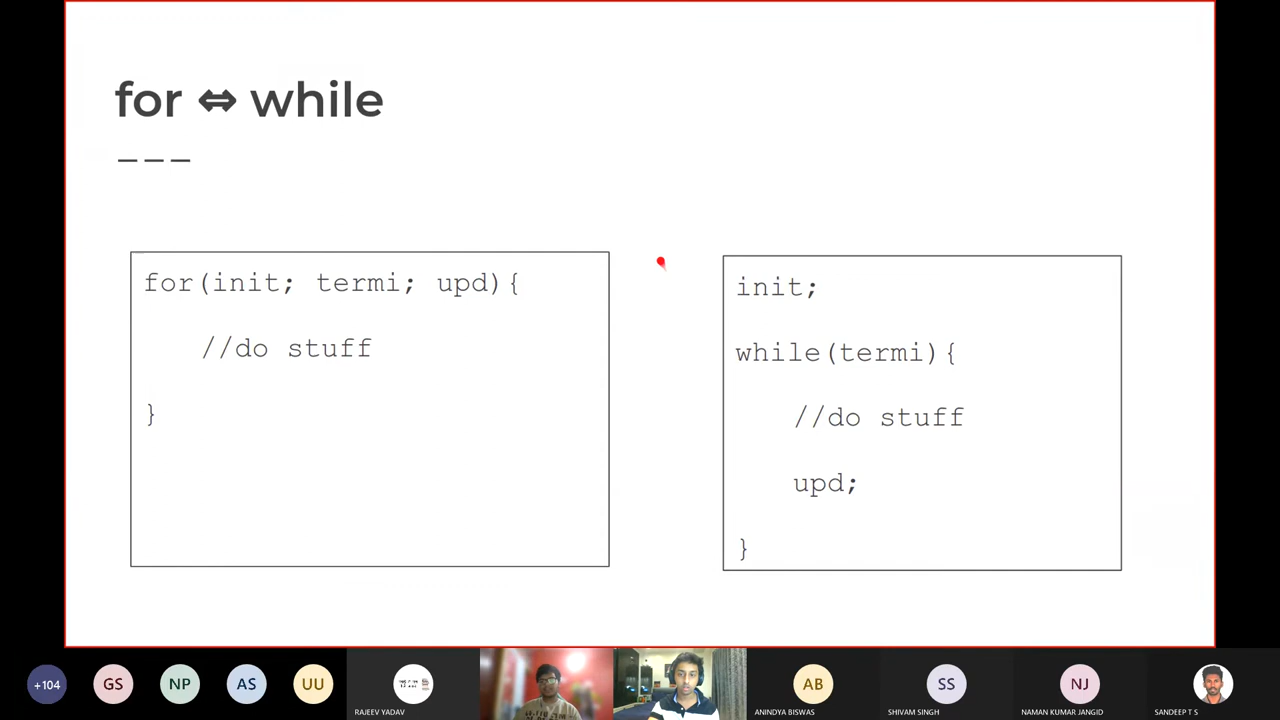 for ⇔ while
---
for(init; termi; upd){
//do stuff
}
init;
while(termi){
//do stuff
upd;
}
+104
GS
NP
AS
UU
RAJEEV YADAV
AB
ANINDYA BISWAS
SS
SHIVAM SINGH
NJ
NAMAN KUMAR JANGID
SANDEEP T S